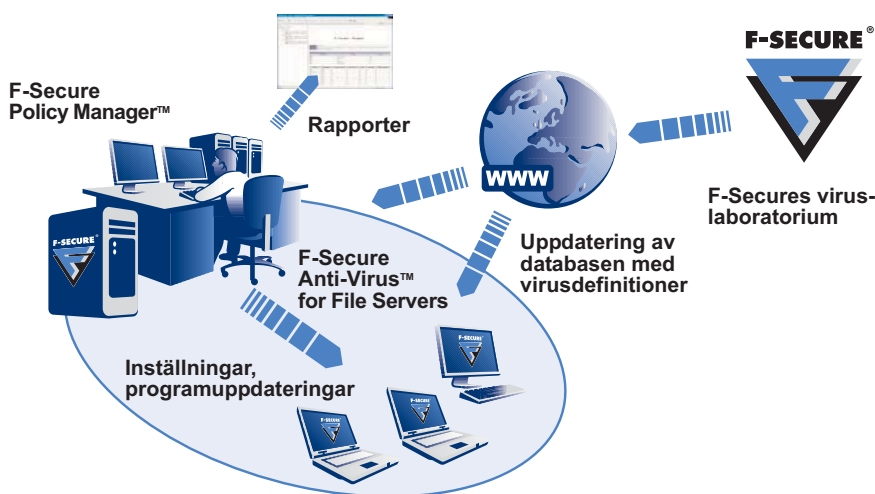 F-SECURE®
F-Secure
Policy Manager™
Rapporter
WWW
F-Secures virus-
laboratorium
F-SECURE®
Uppdatering av
databasen med
virusdefinitioner
F-Secure
Anti-Virus™
for File Servers
Inställningar,
programuppdateringar
F-SECURE
F-SECURE
F-SECURE